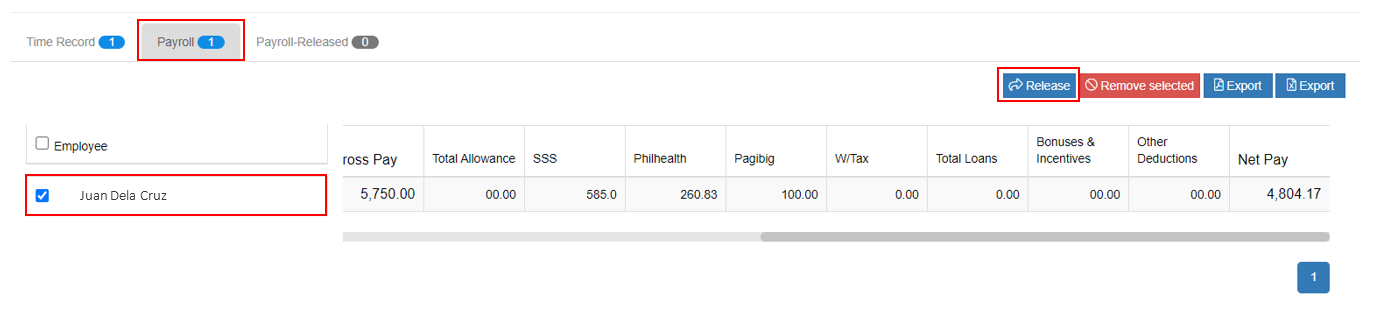 Time Record 1 Payroll 1 Payroll-Released 0
Release Remove selected Export Export
Employee ross Pay Total Allowance SSS Philhealth Pagibig W/Tax Total Loans Bonuses & Incentives Other Deductions Net Pay
Juan Dela Cruz 5,750.00 00.00 585.0 260.83 100.00 0.00 0.00 00.00 00.00 4,804.17
1